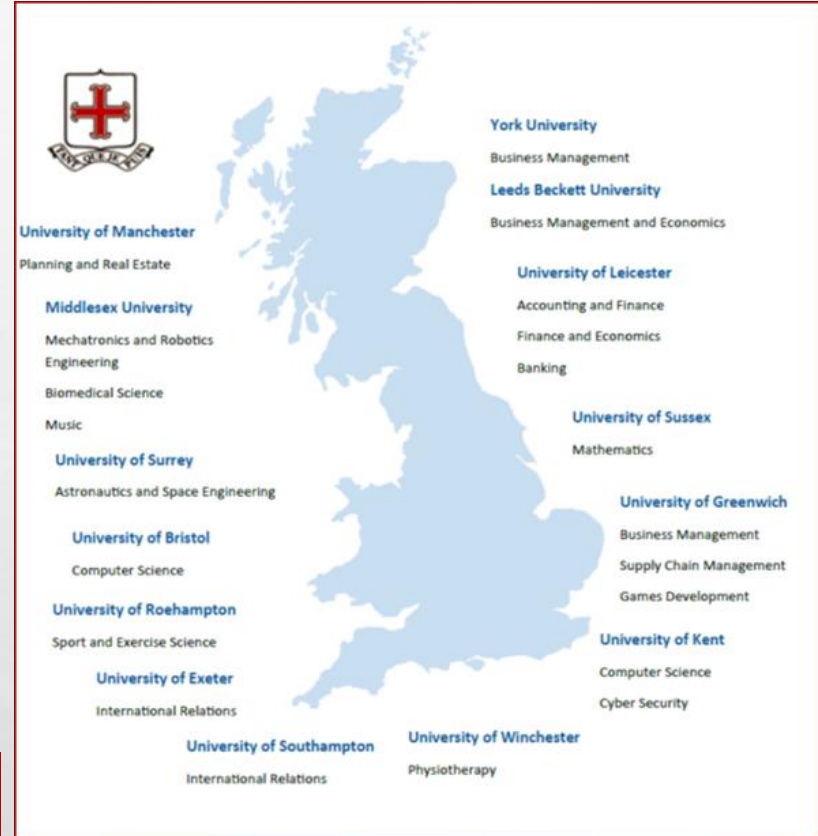 TANT QUE JE PUIS
York University
Business Management
Leeds Beckett University
Business Management and Economics
University of Manchester
Planning and Real Estate
University of Leicester
Accounting and Finance
Finance and Economics
Banking
Middlesex University
Mechatronics and Robotics
Engineering
Biomedical Science
Music
University of Sussex
Mathematics
University of Surrey
Astronautics and Space Engineering
University of Greenwich
Business Management
Supply Chain Management
Games Development
University of Bristol
Computer Science
University of Roehampton
Sport and Exercise Science
University of Kent
Computer Science
Cyber Security
University of Exeter
International Relations
University of Southampton
International Relations
University of Winchester
Physiotherapy